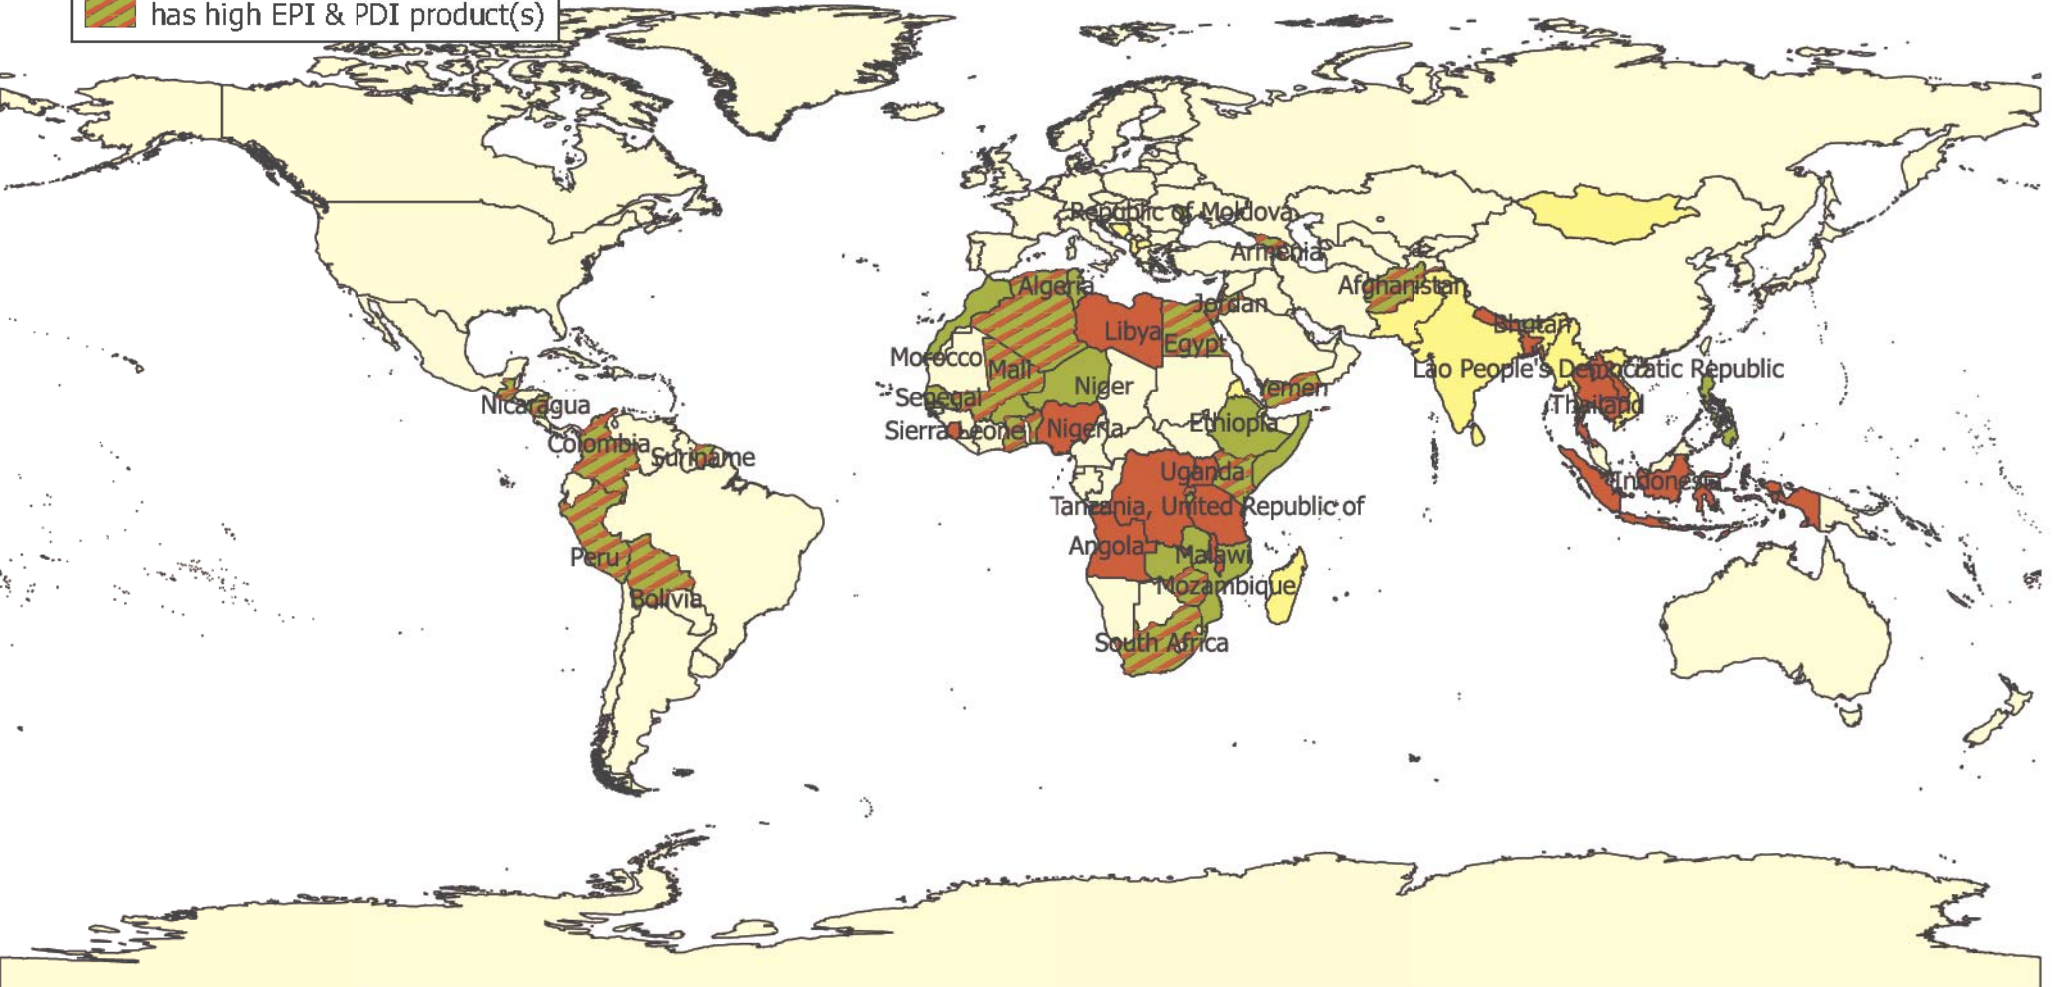 has high EPI & PDI product(s)
Republic of Moldova
Armenia
Algeria
Afghanistan
Jordan
Libya
Egypt
Bhutan
Morocco
Mali
Lao People's Democratic Republic
Niger
Yemen
Senegal
Nicaragua
Thailand
Ethiopia
Sierra Leone
Nigeria
Colombia
Suriname
Uganda
Indonesia
Tanzania, United Republic of
Angola
Malawi
Peru
Mozambique
Bolivia
South Africa